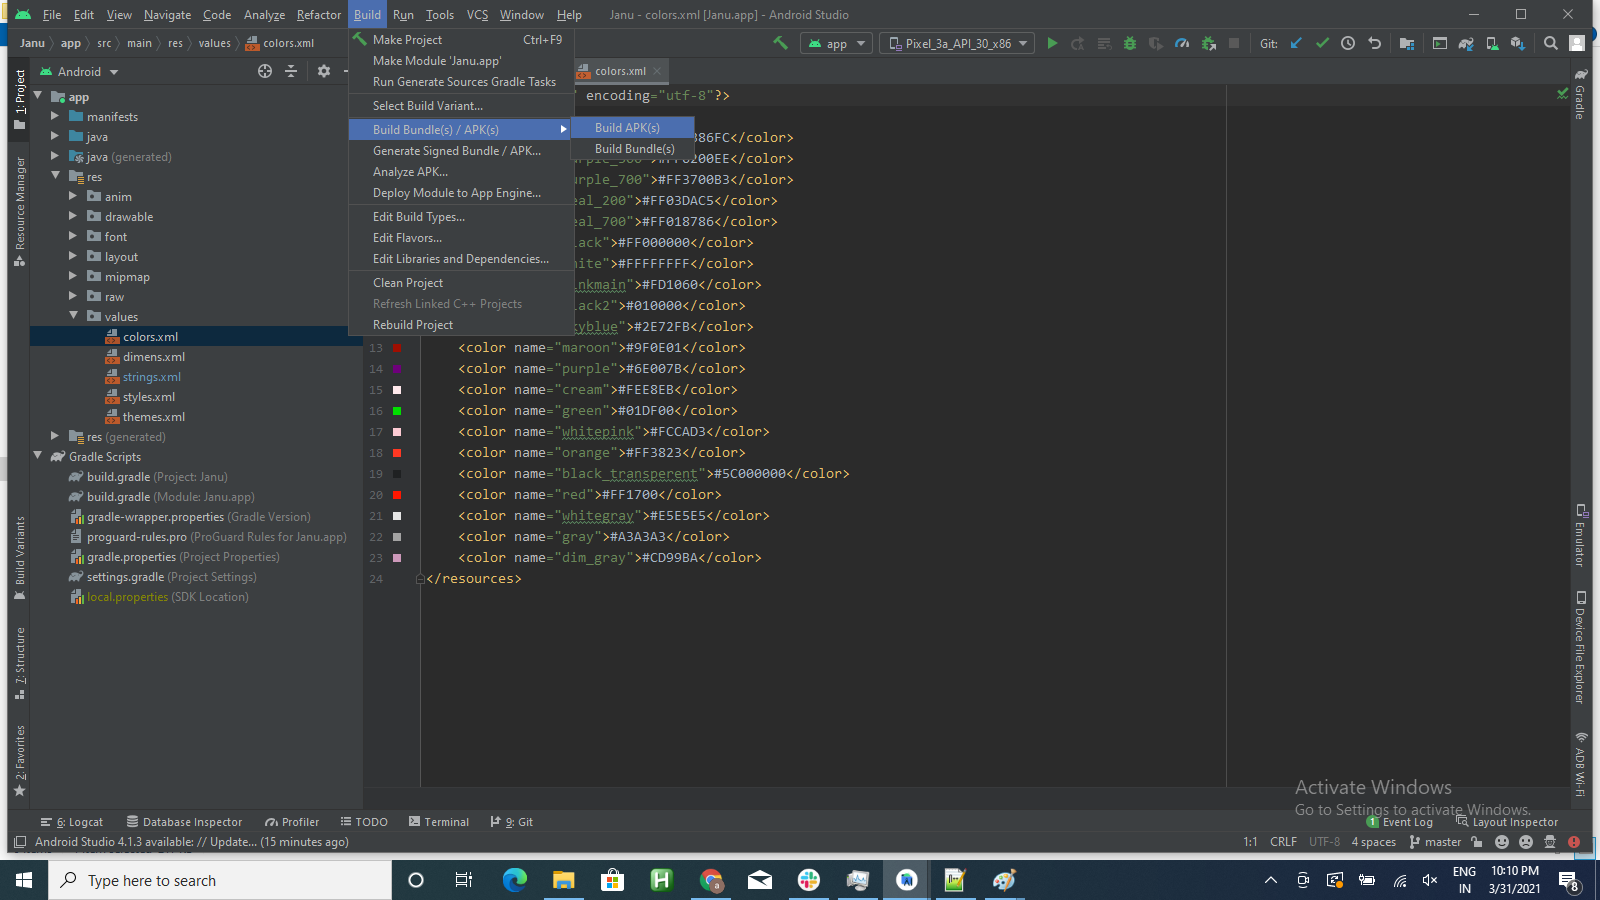 File Edit View Navigate Code Analyze Refactor Build Run Tools VCS Window Help Janu - colors.xml [Janu.app] - Android Studio
Janu app src main res values colors.xml
app Pixel_3a_API_30_x86 Git:
Make Project Ctrl+F9
Make Module 'Janu.app'
Run Generate Sources Gradle Tasks
Select Build Variant...
Build Bundle(s) / APK(s)
Generate Signed Bundle / APK...
Analyze APK...
Deploy Module to App Engine...
Edit Build Types...
Edit Flavors...
Edit Libraries and Dependencies...
Clean Project
Refresh Linked C++ Projects
Rebuild Project
Build APK(s)
Build Bundle(s)
1: Project
Resource Manager
Build Variants
7: Structure
2: Favorites
Android
app
manifests
java
java (generated)
res
anim
drawable
font
layout
mipmap
raw
values
colors.xml
dimens.xml
strings.xml
styles.xml
themes.xml
res (generated)
Gradle Scripts
build.gradle (Project: Janu)
build.gradle (Module: Janu.app)
gradle-wrapper.properties (Gradle Version)
proguard-rules.pro (ProGuard Rules for Janu.app)
gradle.properties (Project Properties)
settings.gradle (Project Settings)
local.properties (SDK Location)
colors.xml
encoding="utf-8"?>
86FC</color>
200EE</color>
urple_700">#FF3700B3</color>
eal_200">#FF03DAC5</color>
eal_700">#FF018786</color>
lack">#FF000000</color>
hite">#FFFFFFFF</color>
inkmain">#FD1060</color>
lack2">#010000</color>
kyblue">#2E72FB</color>
13 <color name="maroon">#9F0E01</color>
14 <color name="purple">#6E007B</color>
15 <color name="cream">#FEE8EB</color>
16 <color name="green">#01DF00</color>
17 <color name="whitepink">#FCCAD3</color>
18 <color name="orange">#FF3823</color>
19 <color name="black_transperent">#5C000000</color>
20 <color name="red">#FF1700</color>
21 <color name="whitegray">#E5E5E5</color>
22 <color name="gray">#A3A3A3</color>
23 <color name="dim_gray">#CD99BA</color>
24 </resources>
Gradle
Emulator
Device File Explorer
ADB Wi-Fi
Activate Windows
Go to Settings to activate Windows.
6: Logcat Database Inspector Profiler TODO Terminal 9: Git 1 Event Log Layout Inspector
Android Studio 4.1.3 available: // Update... (15 minutes ago) 1:1 CRLF UTF-8 4 spaces master
Type here to search
ENG
IN
10:10 PM
3/31/2021
8